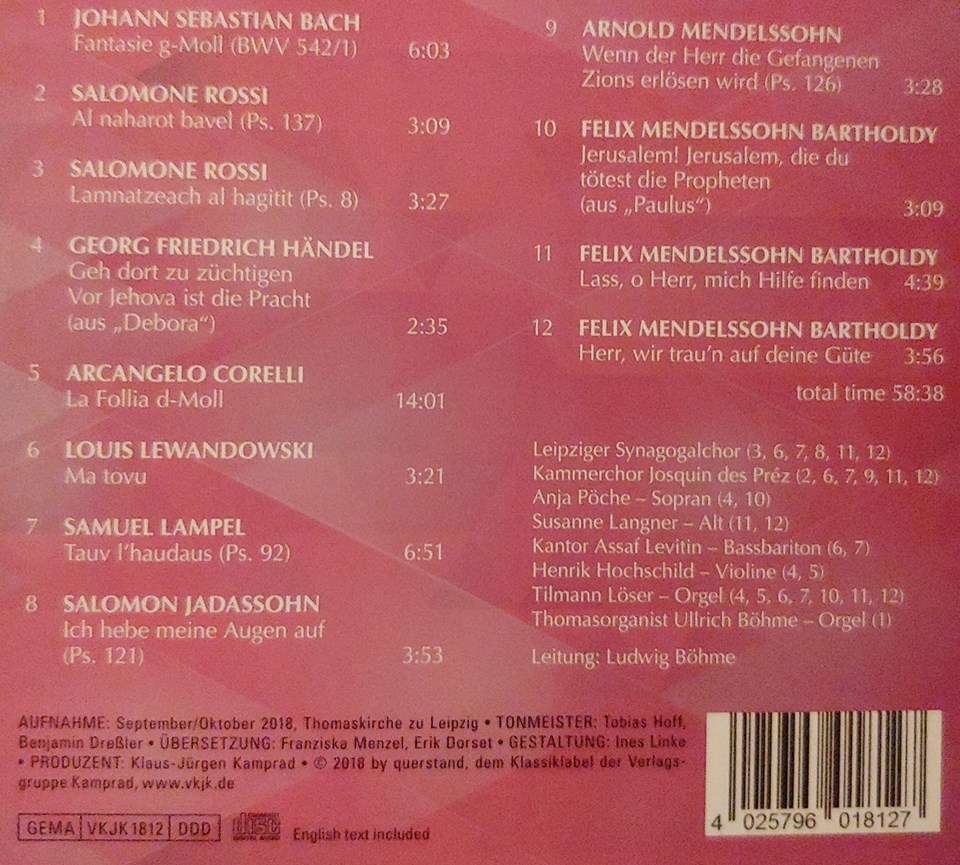 1 JOHANN SEBASTIAN BACH
Fantasie g-Moll (BWV 542/1) 6:03
2 SALOMONE ROSSI
Al naharot bavel (Ps. 137) 3:09
3 SALOMONE ROSSI
Lamnatzeach al hagitit (Ps. 8) 3:27
4 GEORG FRIEDRICH HÄNDEL
Geh dort zu züchtigen
Vor Jehova ist die Pracht
(aus „Debora“) 2:35
5 ARCANGELO CORELLI
La Follia d-Moll 14:01
6 LOUIS LEWANDOWSKI
Ma tovu 3:21
7 SAMUEL LAMPEL
Tauv l'haudaus (Ps. 92) 6:51
8 SALOMON JADASSOHN
Ich hebe meine Augen auf
(Ps. 121) 3:53
9 ARNOLD MENDELSSOHN
Wenn der Herr die Gefangenen
Zions erlösen wird (Ps. 126) 3:28
10 FELIX MENDELSSOHN BARTHOLDY
Jerusalem! Jerusalem, die du
tötest die Propheten
(aus „Paulus“) 3:09
11 FELIX MENDELSSOHN BARTHOLDY
Lass, o Herr, mich Hilfe finden 4:39
12 FELIX MENDELSSOHN BARTHOLDY
Herr, wir trau'n auf deine Güte 3:56
total time 58:38
Leipziger Synagogalchor (3, 6, 7, 8, 11, 12)
Kammerchor Josquin des Préz (2, 6, 7, 9, 11, 12)
Anja Pöche – Sopran (4, 10)
Susanne Langner – Alt (11, 12)
Kantor Assaf Levitin – Bassbariton (6, 7)
Henrik Hochschild – Violine (4, 5)
Tilmann Löser – Orgel (4, 5, 6, 7, 10, 11, 12)
Thomasorganist Ullrich Böhme – Orgel (1)
Leitung: Ludwig Böhme
AUFNAHME: September/Oktober 2018, Thomaskirche zu Leipzig • TONMEISTER: Tobias Hoff,
Benjamin Dreßler • ÜBERSETZUNG: Franziska Menzel, Erik Dorset • GESTALTUNG: Ines Linke
• PRODUZENT: Klaus-Jürgen Kamprad • © 2018 by querstand, dem Klassiklabel der Verlags-
gruppe Kamprad, www.vkjk.de
GEMA VKJK 1812 DDD disc DIGITAL AUDIO English text included
4 025796 018127